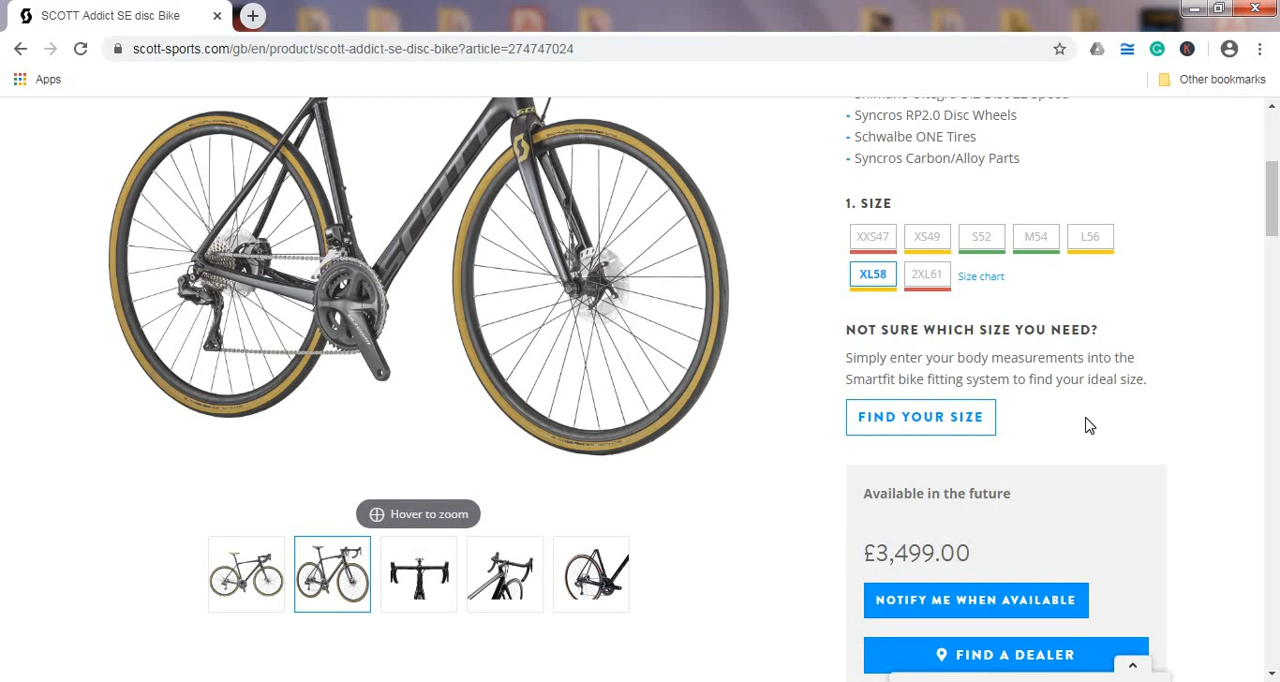 SCOTT Addict SE disc Bike
scott-sports.com/gb/en/product/scott-addict-se-disc-bike?article=274747024
Apps
Other bookmarks
- Syncros RP2.0 Disc Wheels
- Schwalbe ONE Tires
- Syncros Carbon/Alloy Parts
1. SIZE
XXS47 XS49 S52 M54 L56
XL58 2XL61 Size chart
NOT SURE WHICH SIZE YOU NEED?
Simply enter your body measurements into the
Smartfit bike fitting system to find your ideal size.
FIND YOUR SIZE
SCOTT
Hover to zoom
Available in the future
£3,499.00
NOTIFY ME WHEN AVAILABLE
FIND A DEALER